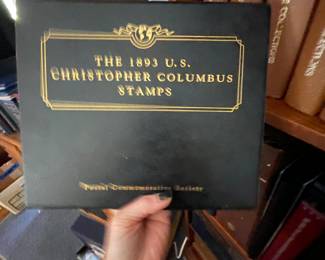 THE 1893 U.S.
CHRISTOPHER COLUMBUS
STAMPS
Postal Commemorative Society